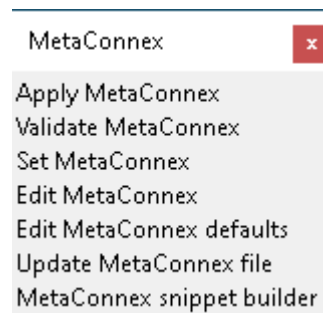 MetaConnex
x
Apply MetaConnex
Validate MetaConnex
Set MetaConnex
Edit MetaConnex
Edit MetaConnex defaults
Update MetaConnex file
MetaConnex snippet builder